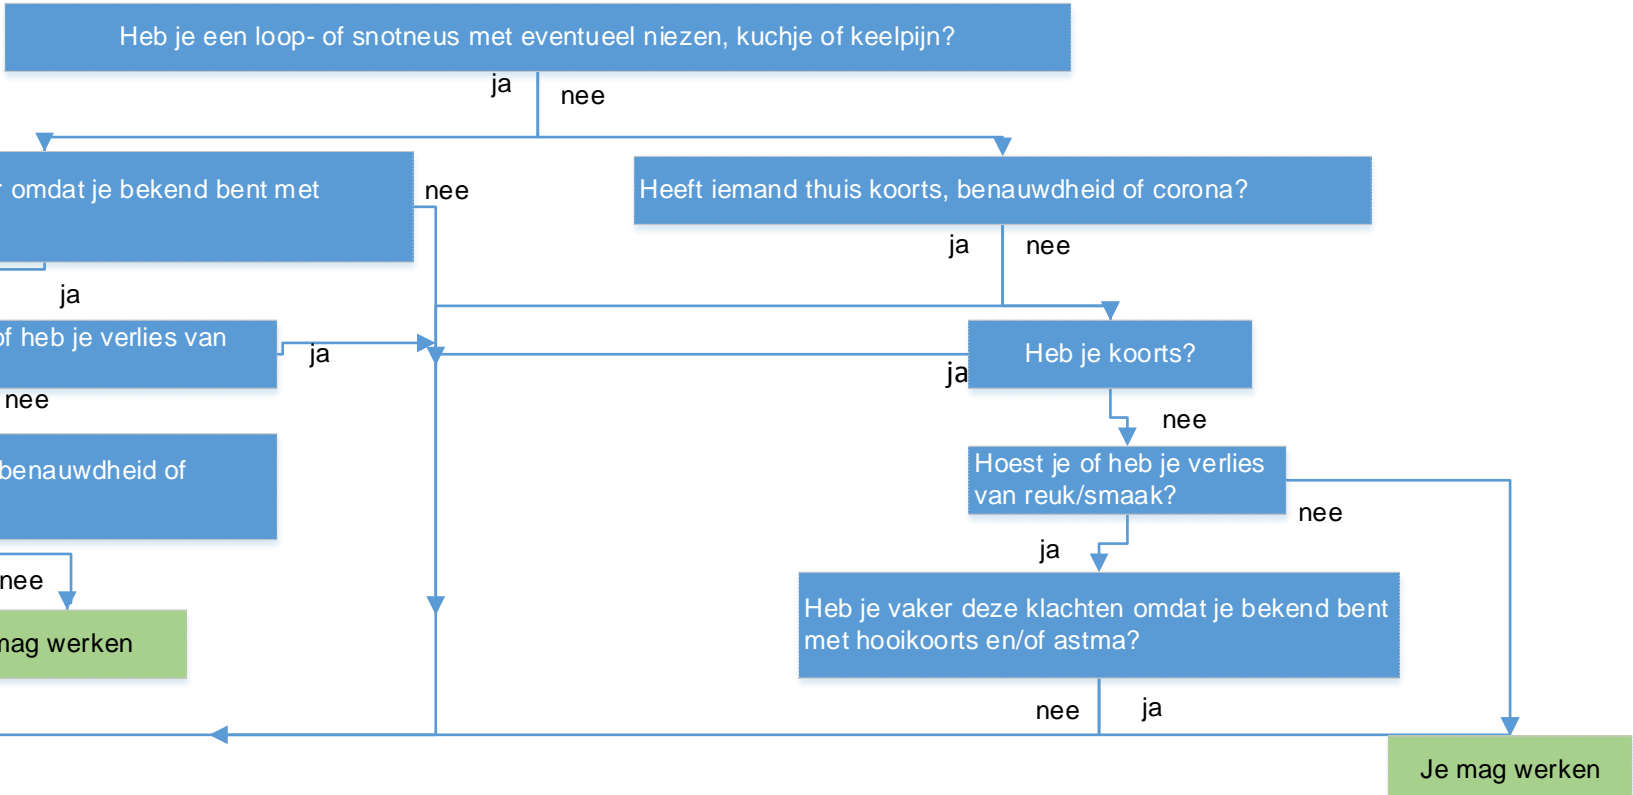 Heb je een loop- of snotneus met eventueel niezen, kuchje of keelpijn?
ja
nee
omdat je bekend bent met
nee
Heeft iemand thuis koorts, benauwdheid of corona?
ja
nee
ja
of heb je verlies van
ja
Heb je koorts?
ja
nee
nee
benauwdheid of
Hoest je of heb je verlies
van reuk/smaak?
nee
ja
nee
mag werken
Heb je vaker deze klachten omdat je bekend bent
met hooikoorts en/of astma?
nee
ja
Je mag werken